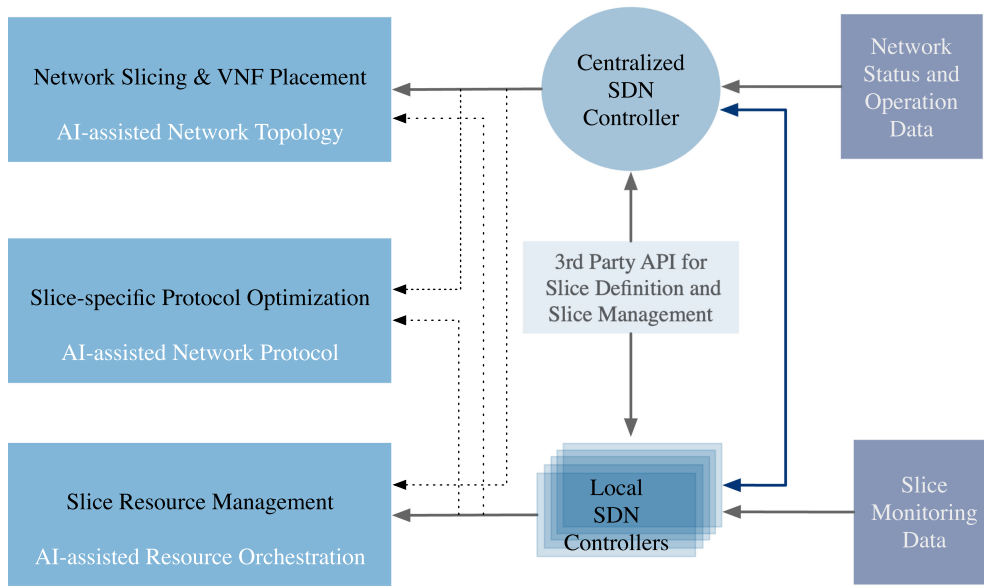 Network Slicing & VNF Placement
AI-assisted Network Topology
Centralized
SDN
Controller
Network
Status and
Operation
Data
Slice-specific Protocol Optimization
AI-assisted Network Protocol
3rd Party API for
Slice Definition and
Slice Management
Slice Resource Management
AI-assisted Resource Orchestration
Local
SDN
Controllers
Slice
Monitoring
Data